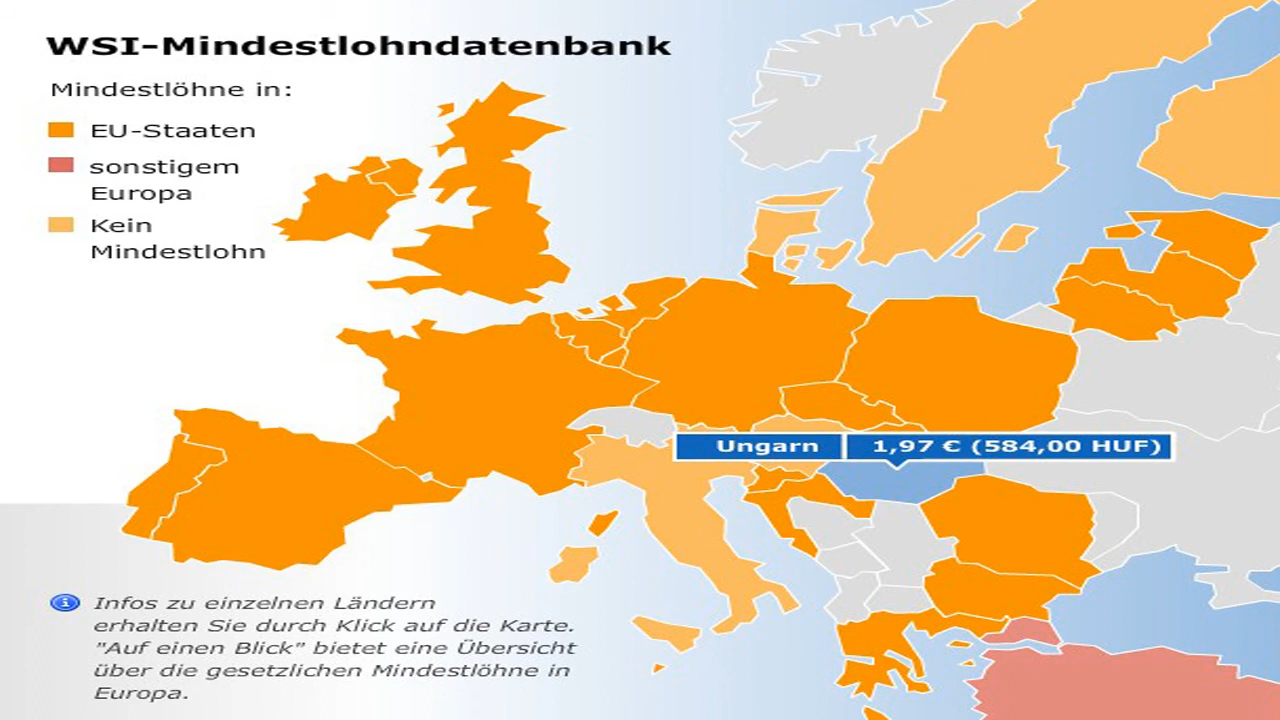 WSI-Mindestlohndatenbank
Mindestlöhne in:
EU-Staaten
sonstigem
Europa
Kein
Mindestlohn
Ungarn 1,97 € (584,00 HUF)
i Infos zu einzelnen Ländern
erhalten Sie durch Klick auf die Karte.
"Auf einen Blick" bietet eine Übersicht
über die gesetzlichen Mindestlöhne in
Europa.